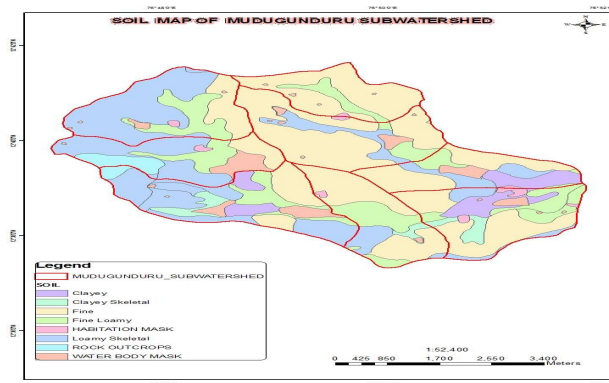 SOIL MAP OF MUDUGUNDURU SUBWATERSHED
N
W E
S
Legend
MUDUGUNDURU_SUBWATERSHED
SOIL
Clayey
Clayey Skeletal
Fine
Fine Loamy
HABITATION MASK
Loamy Skeletal
ROCK OUTCROPS
WATER BODY MASK
1:52,400
0 425 850 1,700 2,550 3,400
Meters